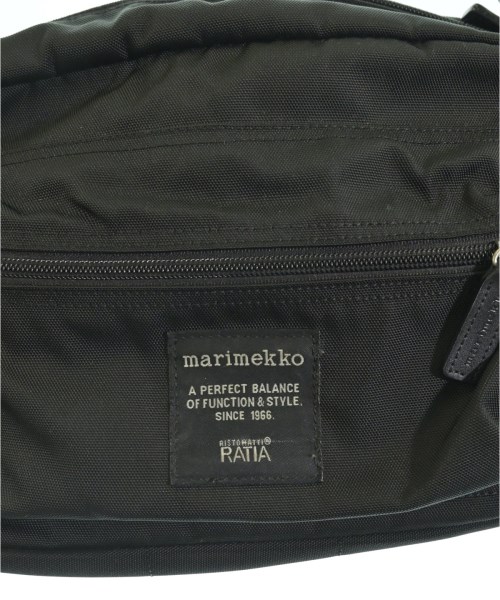 marimekko
A PERFECT BALANCE
OF FUNCTION & STYLE.
SINCE 1966.
RISTOMATTI®
RATIA